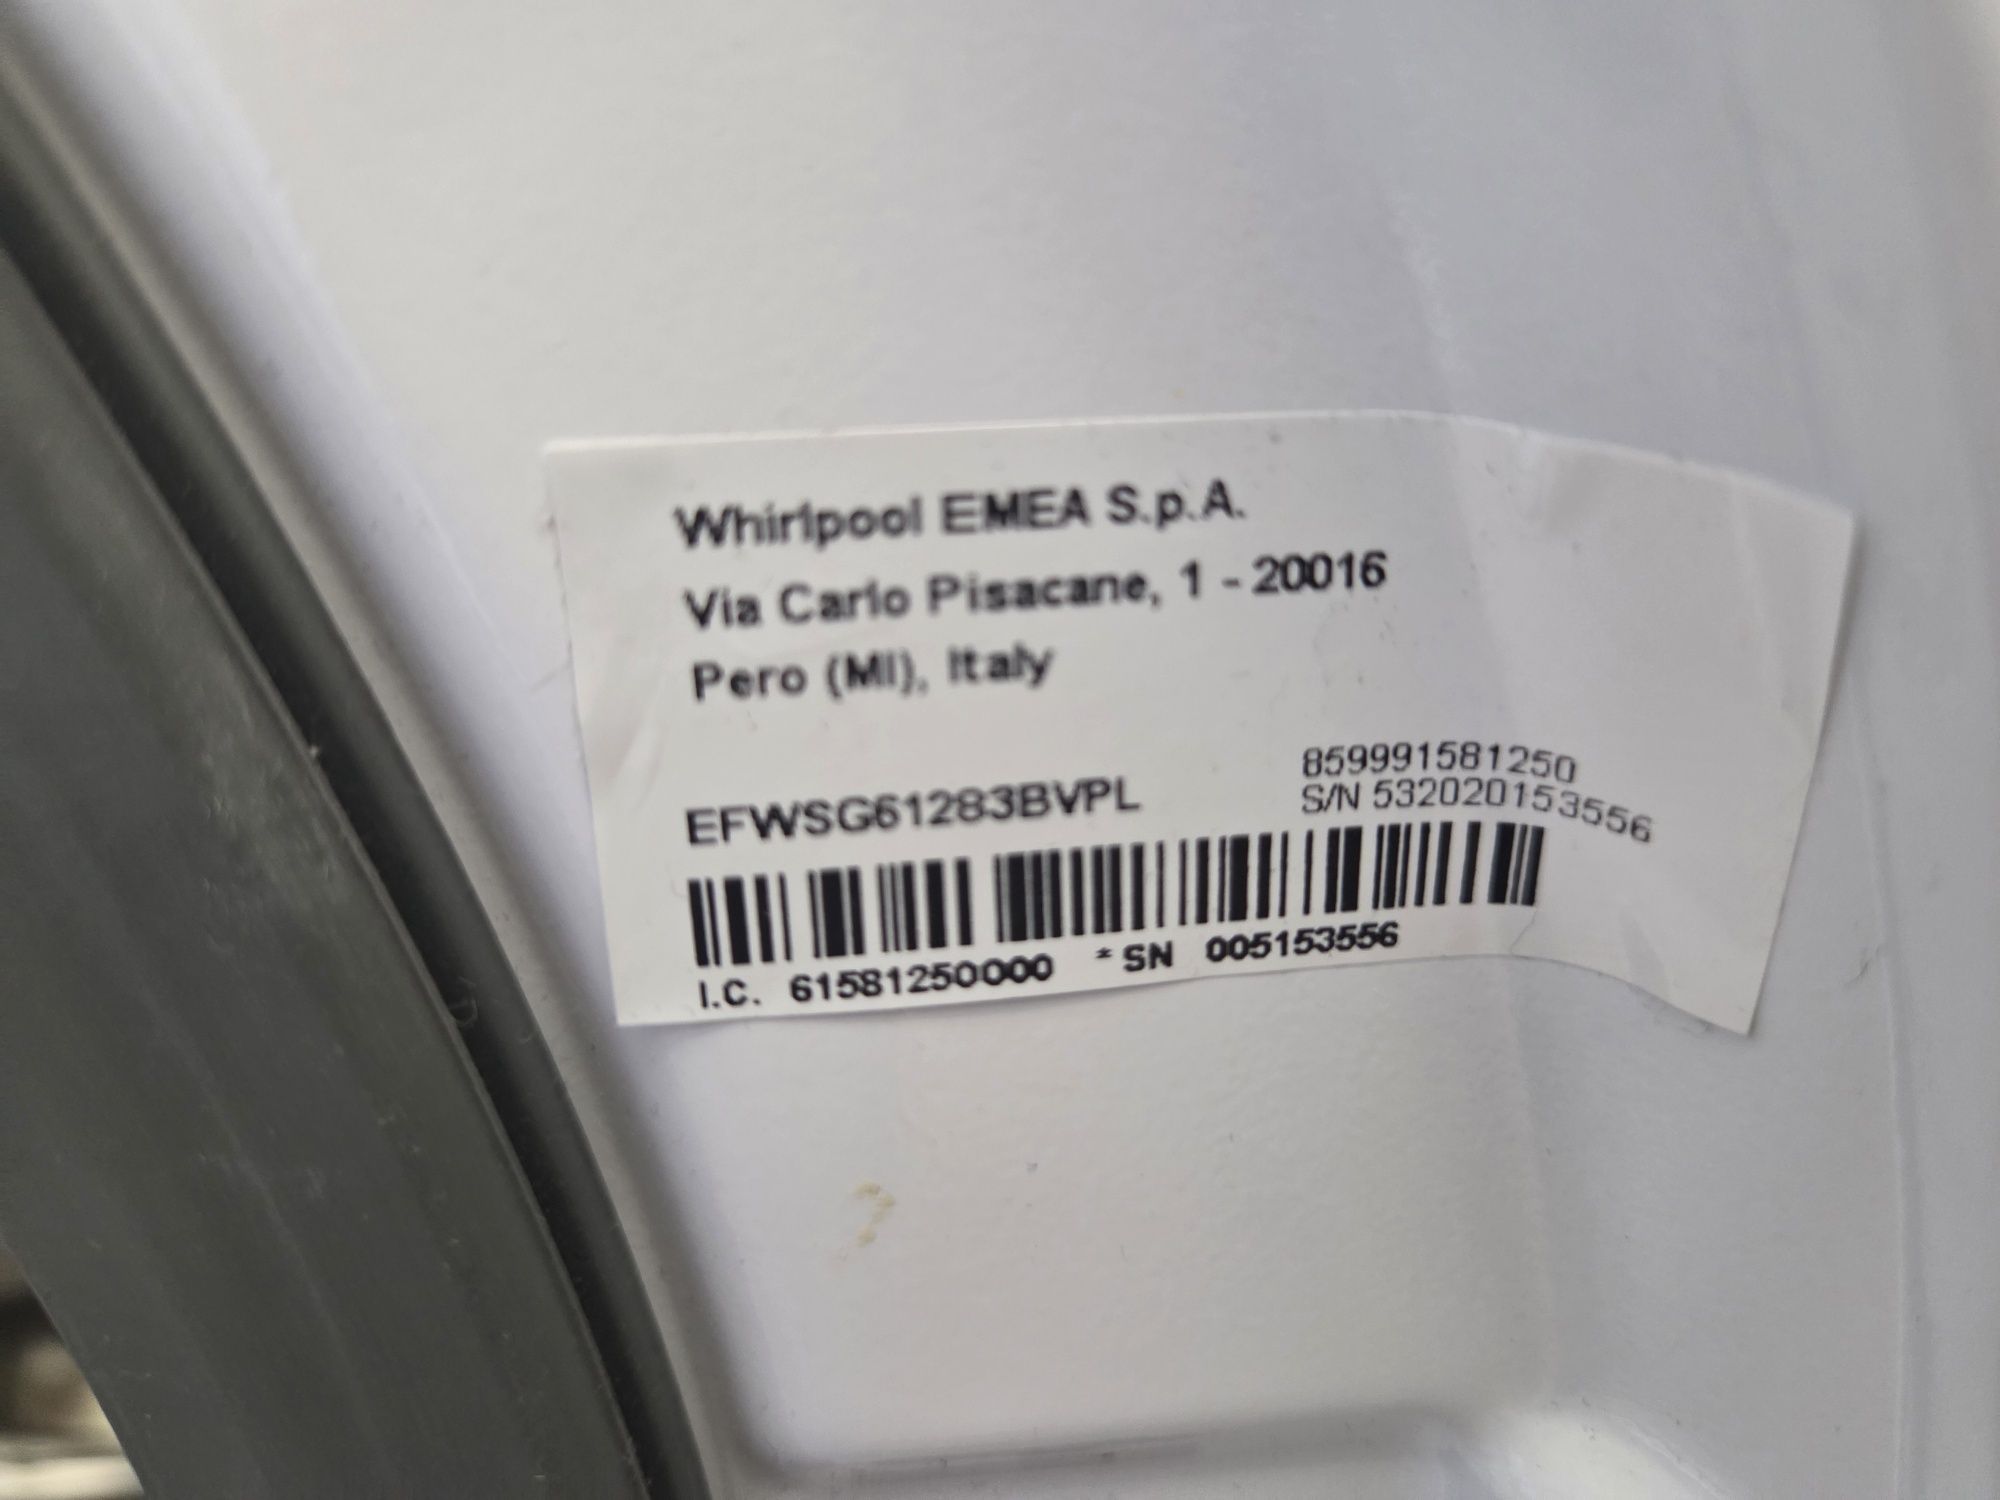 Whirlpool EMEA S.p.A.
Via Carlo Pisacane, 1 - 20016
Pero (MI), Italy
859991581250
EFWSG61283BVPL S/N 532020153556
I.C. 61581250000 * SN 005153556